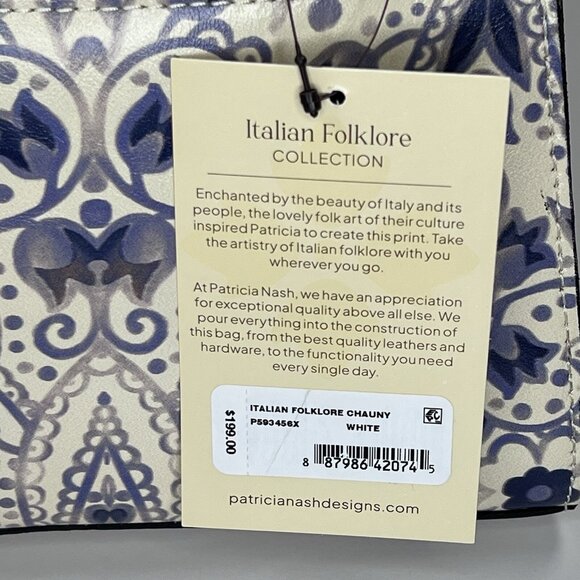 Italian Folklore
COLLECTION
Enchanted by the beauty of Italy and its
people, the lovely folk art of their culture
inspired Patricia to create this print. Take
the artistry of Italian folklore with you
wherever you go.
At Patricia Nash, we have an appreciation
for exceptional quality above all else. We
pour everything into the construction of
this bag, from the best quality leathers and
hardware, to the functionality you need
every single day.
$199.00
ITALIAN FOLKLORE CHAUNY
P593456X WHITE
8 87986 42074 5
patricianashdesigns.com